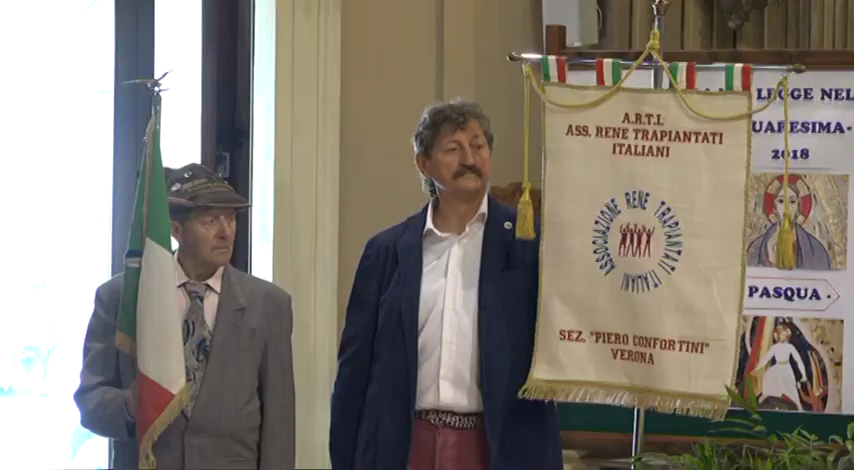 A.R.T.I.
ASS. RENE TRAPIANTATI
ITALIANI
ASSOCIAZIONE RENE TRAPIANTATI ITALIANI
SEZ. "PIERO CONFORTINI"
VERONA
LEGGE NEL
UARESIMA-
2018
PASQUA